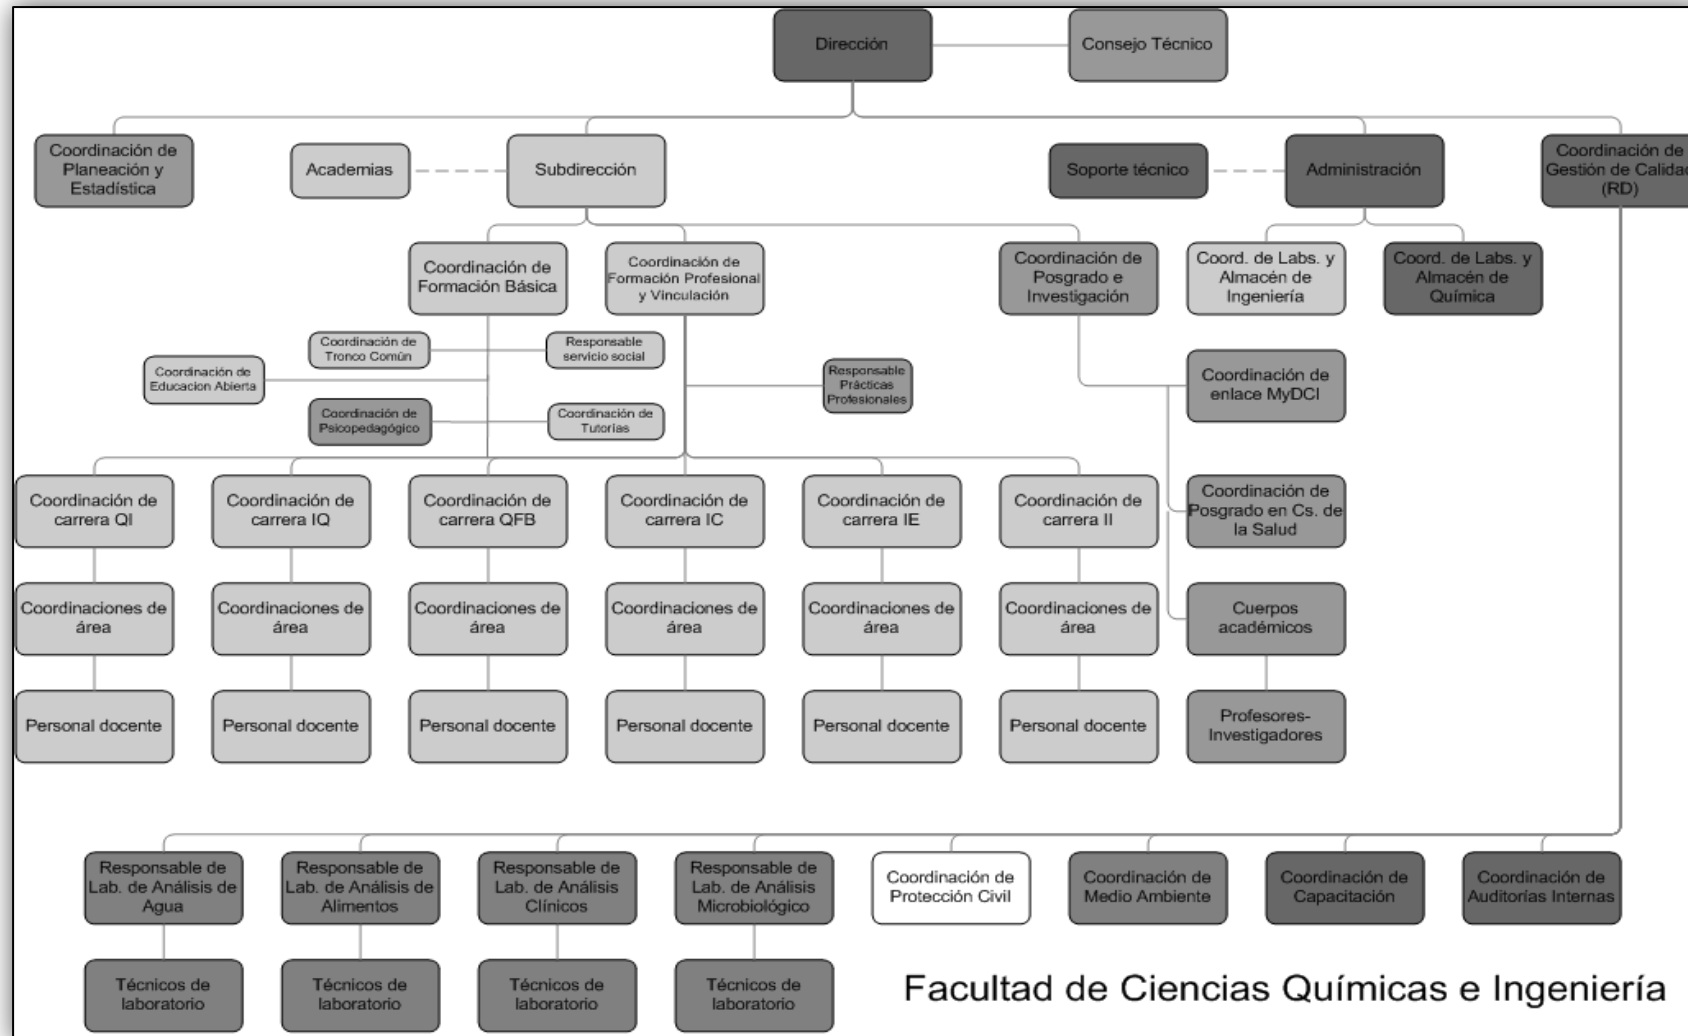 Dirección
Consejo Técnico
Coordinación de
Planeación y
Estadística
Academias
Subdirección
Soporte técnico
Administración
Coordinación de
Gestión de Calidad
(RD)
Coordinación de
Formación Básica
Coordinación de
Formación Profesional
y Vinculación
Coordinación de
Posgrado e
Investigación
Coord. de Labs. y
Almacén de
Ingeniería
Coord. de Labs. y
Almacén de
Química
Coordinación de
Tronco Común
Responsable
servicio social
Coordinación de
Educacion Abierta
Responsable
Prácticas
Profesionales
Coordinación de
enlace MyDCI
Coordinación de
Psicopedagógico
Coordinación de
Tutorias
Coordinación de
carrera QI
Coordinación de
carrera IQ
Coordinación de
carrera QFB
Coordinación de
carrera IC
Coordinación de
carrera IE
Coordinación de
carrera II
Coordinación de
Posgrado en Cs. de
la Salud
Coordinaciones de
área
Coordinaciones de
área
Coordinaciones de
área
Coordinaciones de
área
Coordinaciones de
área
Coordinaciones de
área
Cuerpos
académicos
Personal docente
Personal docente
Personal docente
Personal docente
Personal docente
Personal docente
Profesores-
Investigadores
Responsable de
Lab. de Análisis de
Agua
Responsable de
Lab. de Análisis de
Alimentos
Responsable de
Lab. de Análisis
Clínicos
Responsable de
Lab. de Análisis
Microbiológico
Coordinación de
Protección Civil
Coordinación de
Medio Ambiente
Coordinación de
Capacitación
Coordinación de
Auditorías Internas
Técnicos de
laboratorio
Técnicos de
laboratorio
Técnicos de
laboratorio
Técnicos de
laboratorio
Facultad de Ciencias Químicas e Ingeniería